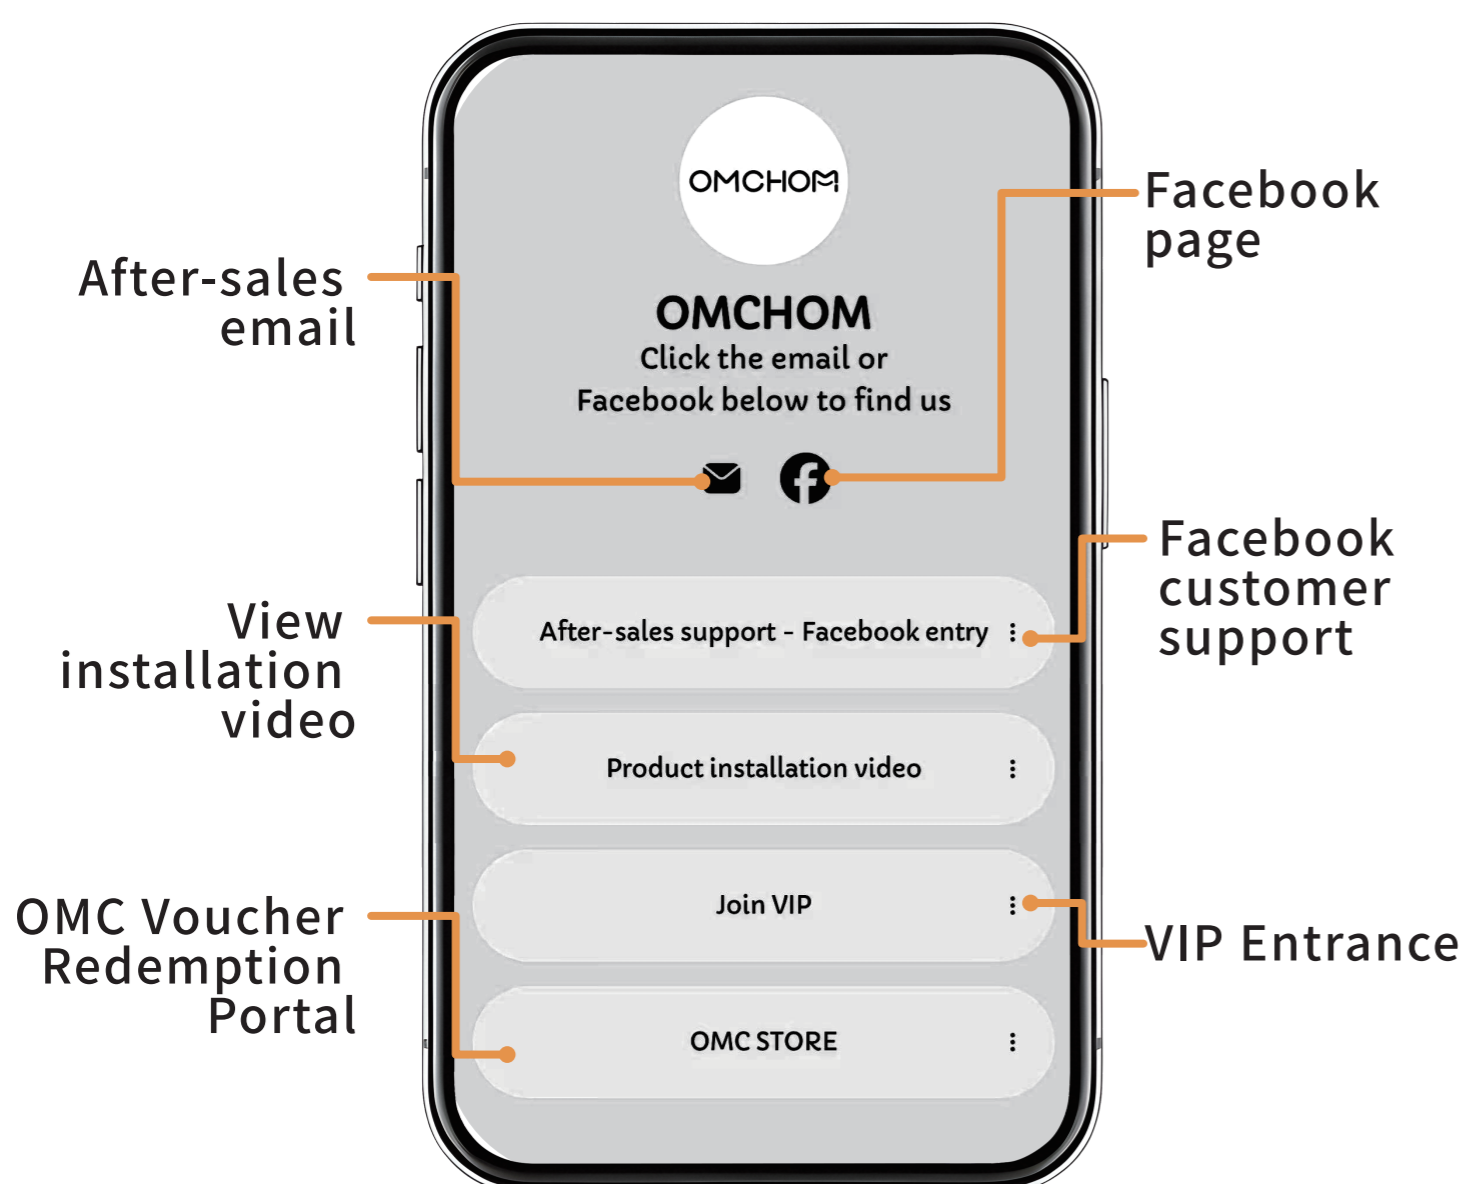 OMCHOM
Facebook
page
After-sales
email
OMCHOM
Click the email or
Facebook below to find us
Facebook
customer
support
After-sales support - Facebook entry
View
installation
video
Product installation video
Join VIP
VIP Entrance
OMC Voucher
Redemption
Portal
OMC STORE